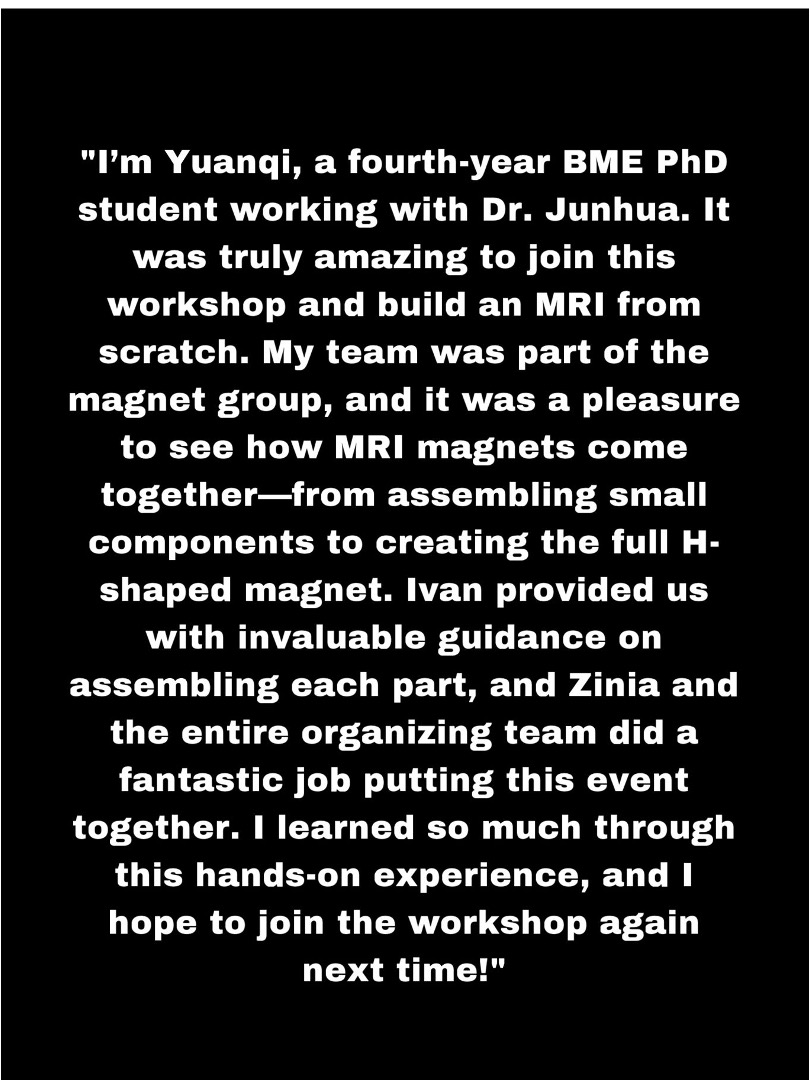 "I’m Yuanqi, a fourth-year BME PhD
student working with Dr. Junhua. It
was truly amazing to join this
workshop and build an MRI from
scratch. My team was part of the
magnet group, and it was a pleasure
to see how MRI magnets come
together—from assembling small
components to creating the full H-
shaped magnet. Ivan provided us
with invaluable guidance on
assembling each part, and Zinia and
the entire organizing team did a
fantastic job putting this event
together. I learned so much through
this hands-on experience, and I
hope to join the workshop again
next time!"